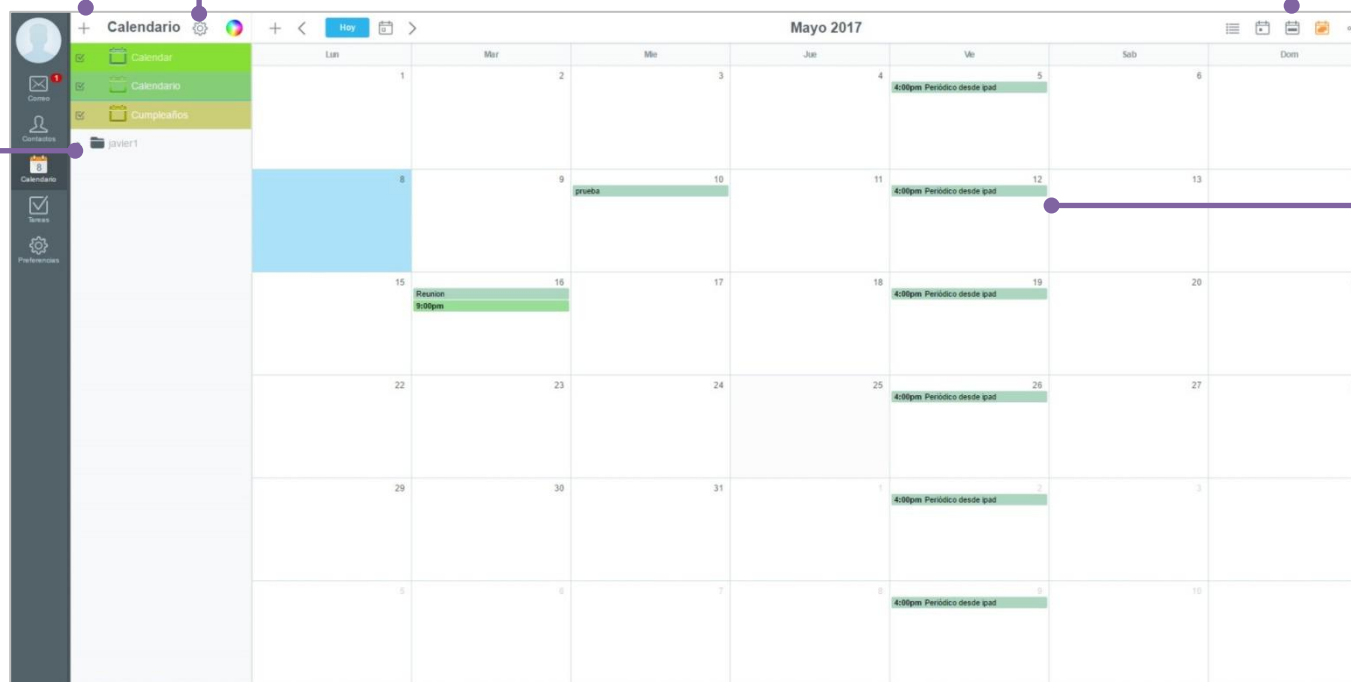 Calendario
Hoy
Mayo 2017
1
Correo
Contactos
8
Calendario
Tareas
Preferencias
Calendar
Calendario
Cumpleaños
javier1
Lun Mar Mie Jue Vie Sab Dom
1 2 3 4 5 6
4:00pm Periódico desde ipad
8 9 10 11 12 13
prueba
4:00pm Periódico desde ipad
15 16 17 18 19 20
Reunion
9:00pm
4:00pm Periódico desde ipad
22 23 24 25 26 27
4:00pm Periódico desde ipad
29 30 31 1 2 3
4:00pm Periódico desde ipad
5 6 7 8 9 10
4:00pm Periódico desde ipad